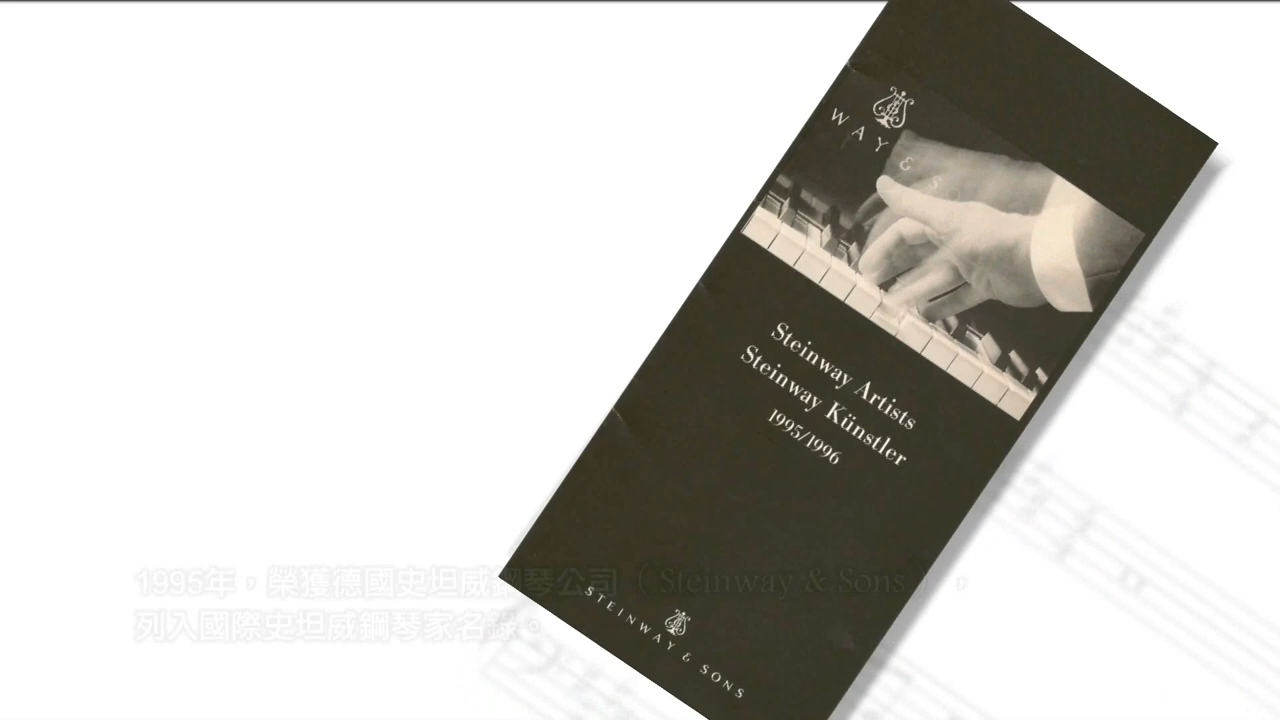 WAY & SO
Steinway Artists
Steinway Künstler
1995/1996
1995年，榮獲德國史坦威鋼琴公司（Steinway & Sons），
列入國際史坦威鋼琴家名錄。
STEINWAY & SONS